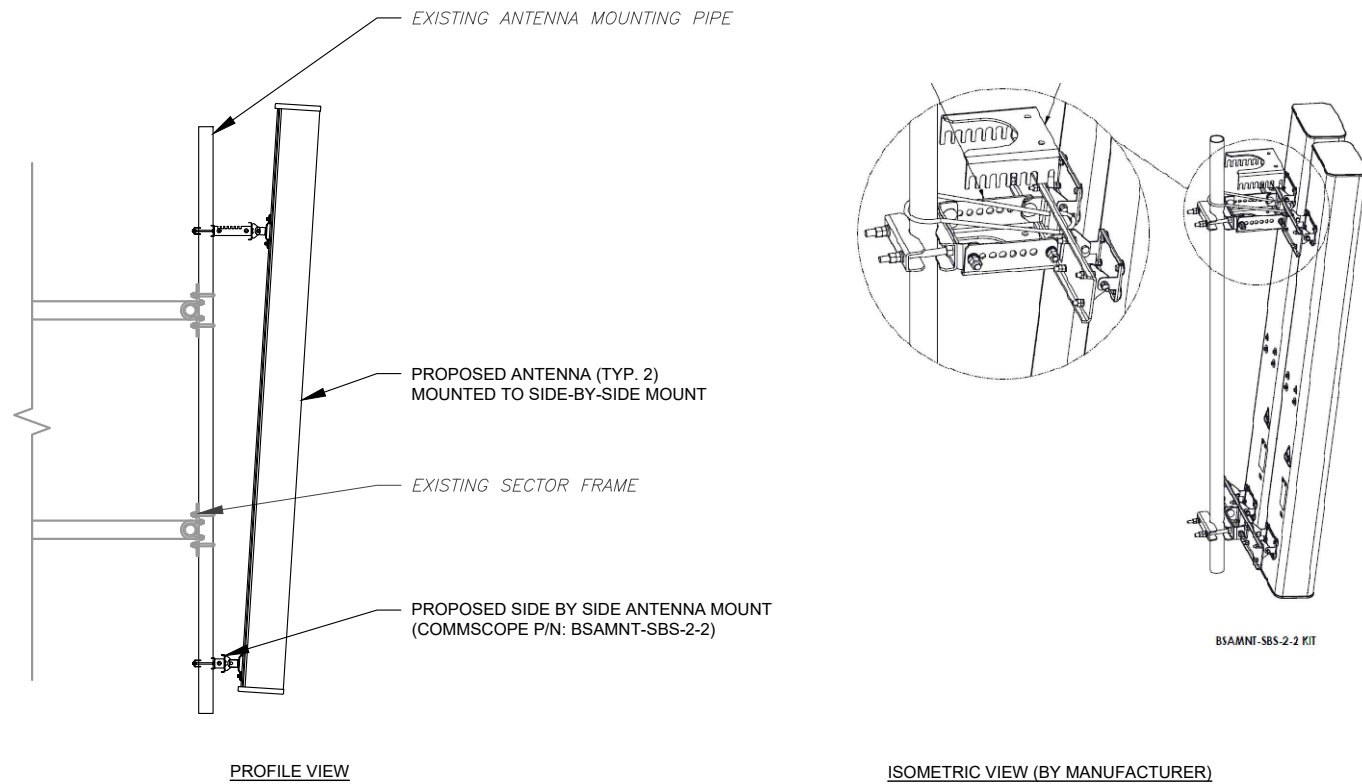 EXISTING ANTENNA MOUNTING PIPE
PROPOSED ANTENNA (TYP. 2)
MOUNTED TO SIDE-BY-SIDE MOUNT
EXISTING SECTOR FRAME
PROPOSED SIDE BY SIDE ANTENNA MOUNT
(COMMSCOPE P/N: BSAMNT-SBS-2-2)
PROFILE VIEW
BSAMNT-SBS-2-2 KIT
ISOMETRIC VIEW (BY MANUFACTURER)